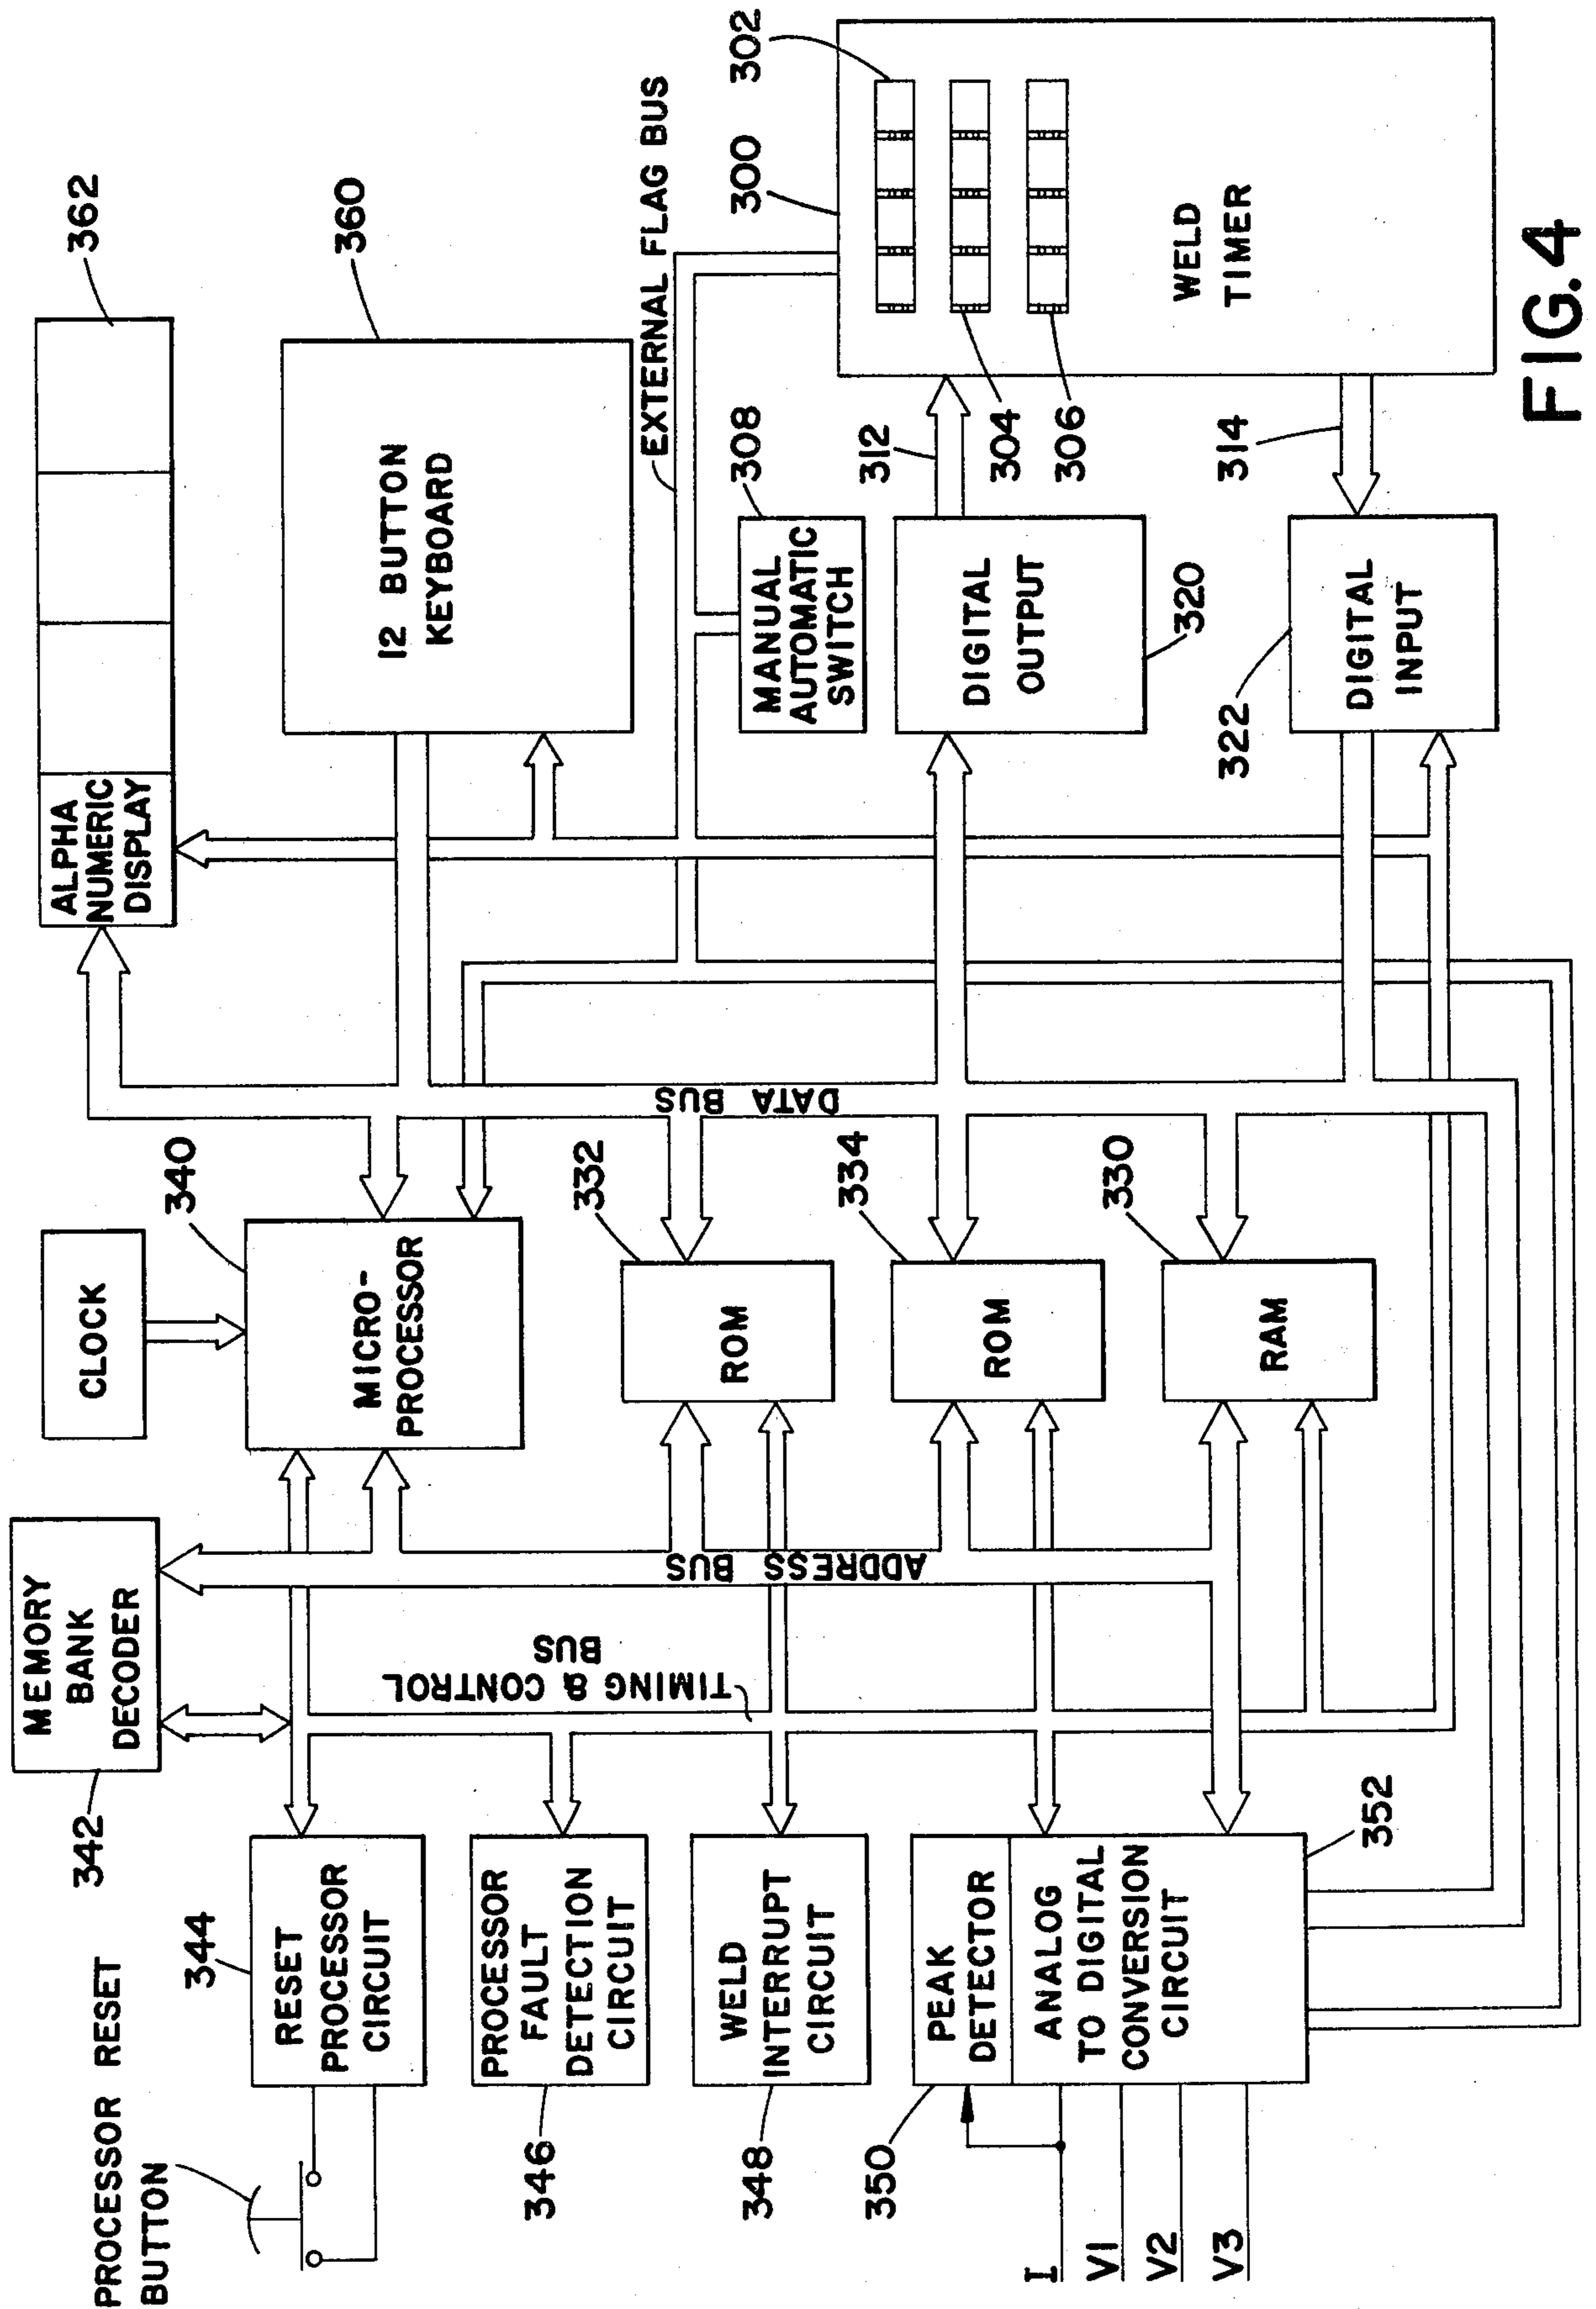 PROCESSOR RESET
BUTTON
342
MEMORY
BANK
DECODER
CLOCK
340
ALPHA
NUMERIC
DISPLAY
362
344
RESET
PROCESSOR
CIRCUIT
MICRO-
PROCESSOR
12 BUTTON
KEYBOARD
360
TIMING & CONTROL
BUS
ADDRESS BUS
DATA BUS
EXTERNAL FLAG BUS
346
PROCESSOR
FAULT
DETECTION
CIRCUIT
332
ROM
308
MANUAL
AUTOMATIC
SWITCH
300
302
348
WELD
INTERRUPT
CIRCUIT
334
ROM
312
DIGITAL
OUTPUT
320
304
306
WELD
TIMER
350
PEAK
DETECTOR
ANALOG
TO DIGITAL
CONVERSION
CIRCUIT
352
330
RAM
322
DIGITAL
INPUT
314
I
V1
V2
V3
FIG. 4